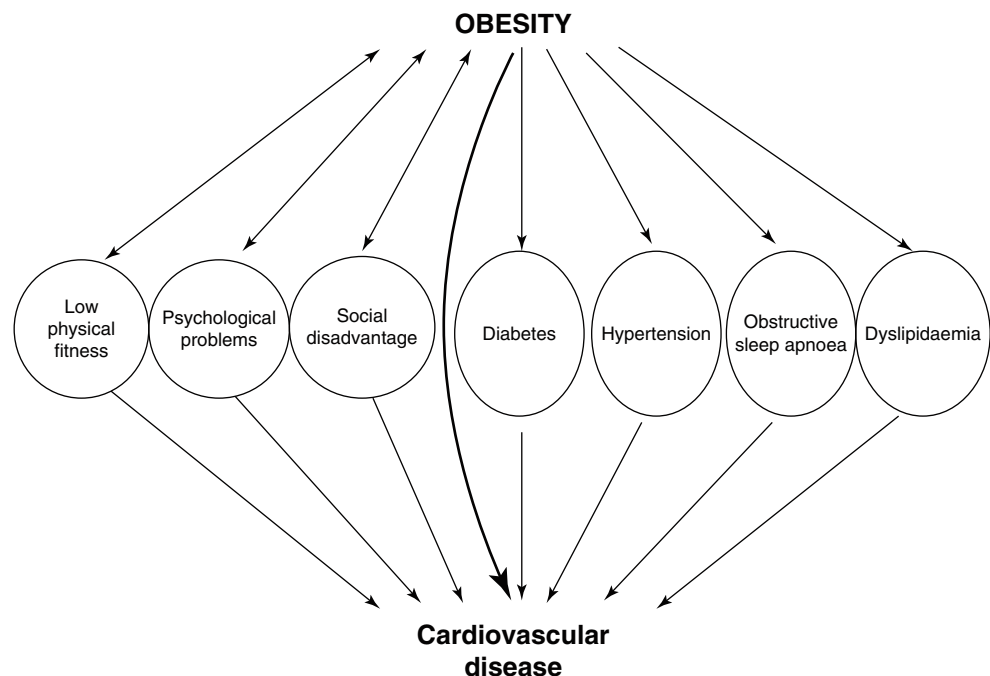 OBESITY
Low
physical
fitness
Psychological
problems
Social
disadvantage
Diabetes
Hypertension
Obstructive
sleep apnoea
Dyslipidaemia
Cardiovascular
disease